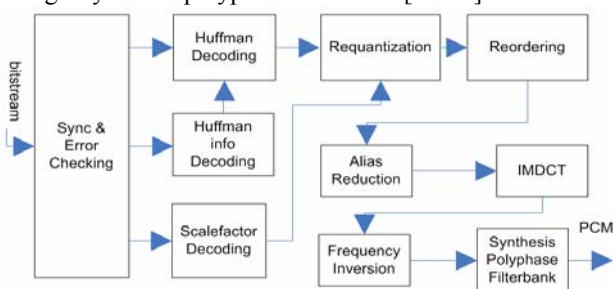 Huffman
Decoding
Requantization
Reordering
bitstream
Sync &
Error
Checking
Huffman
info
Decoding
Alias
Reduction
IMDCT
Scalefactor
Decoding
Frequency
Inversion
Synthesis
Polyphase
Filterbank
PCM